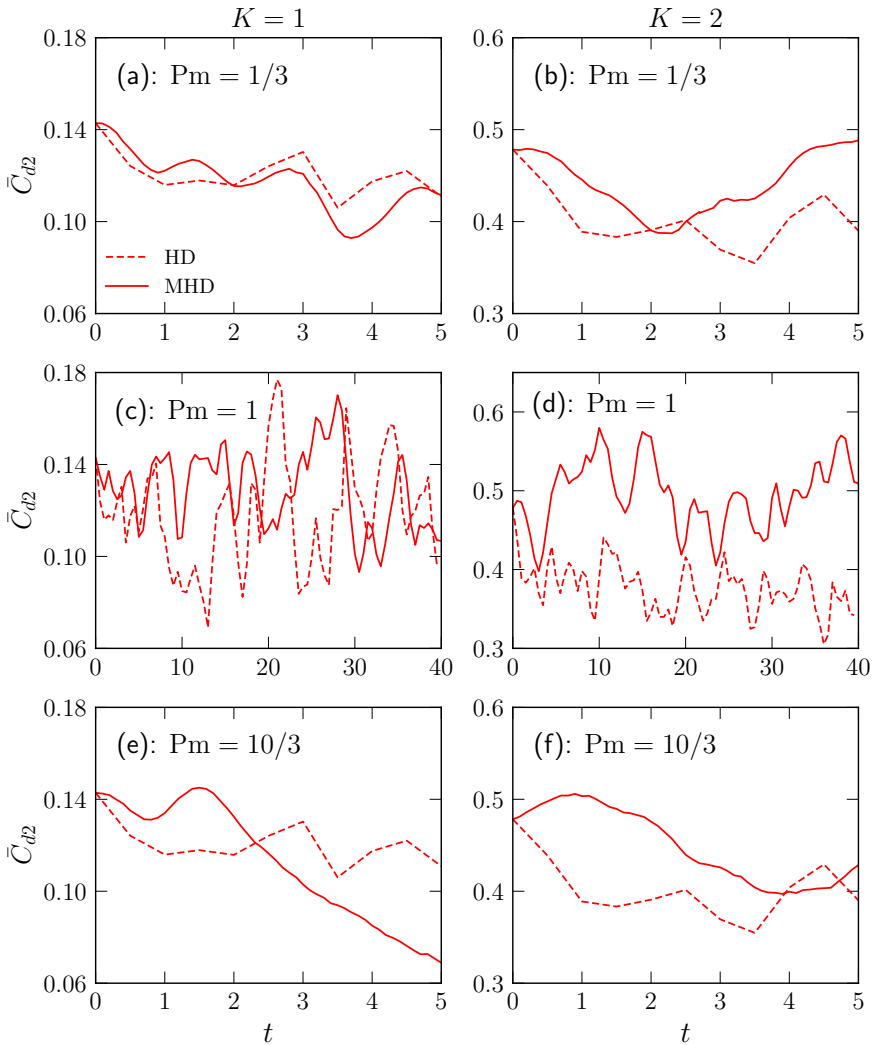 K = 1
K = 2
0.18
0.14
0.10
0.06
C̄_{d2}
(a): Pm = 1/3
HD
MHD
0 1 2 3 4 5
0.6
0.5
0.4
0.3
C̄_{d2}
(b): Pm = 1/3
0 1 2 3 4 5
0.18
0.14
0.10
0.06
C̄_{d2}
(c): Pm = 1
0 10 20 30 40
0.6
0.5
0.4
0.3
C̄_{d2}
(d): Pm = 1
0 10 20 30 40
0.18
0.14
0.10
0.06
C̄_{d2}
(e): Pm = 10/3
0 1 2 3 4 5
t
0.6
0.5
0.4
0.3
C̄_{d2}
(f): Pm = 10/3
0 1 2 3 4 5
t